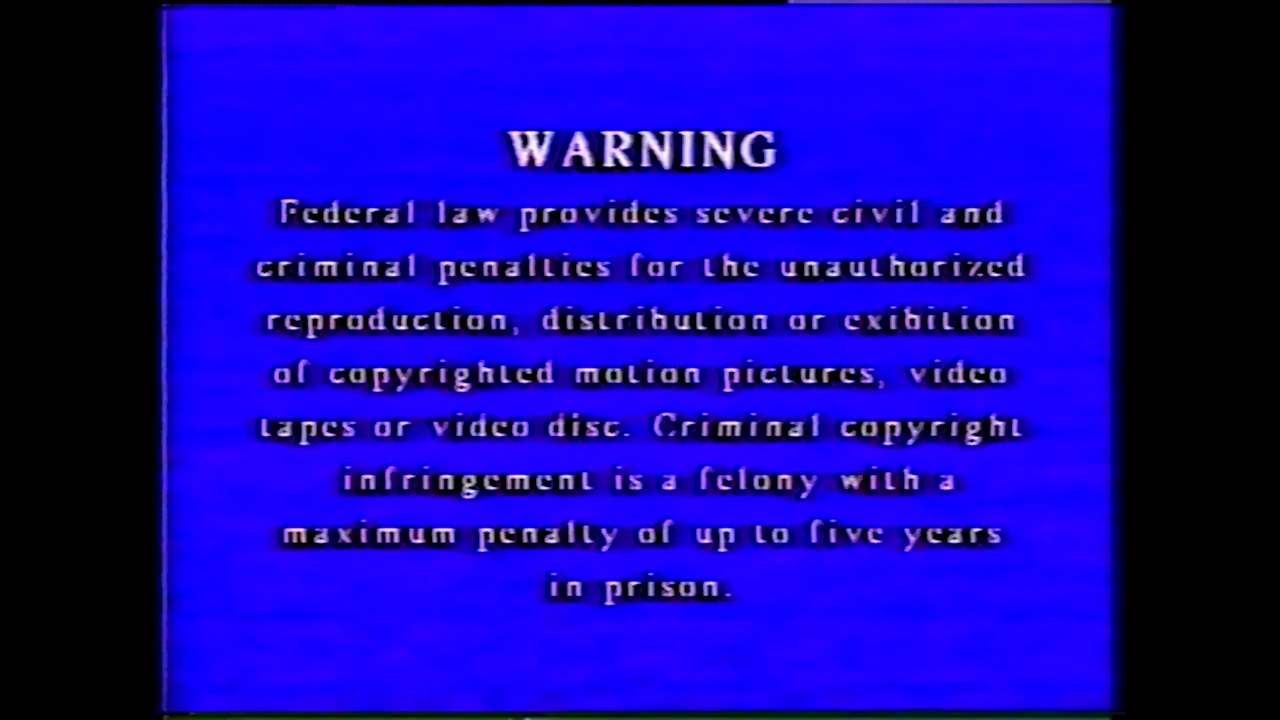 WARNING
Federal law provides severe civil and
criminal penalties for the unauthorized
reproduction, distribution or exibition
of copyrighted motion pictures, video
tapes or video disc. Criminal copyright
infringement is a felony with a
maximum penalty of up to five years
in prison.